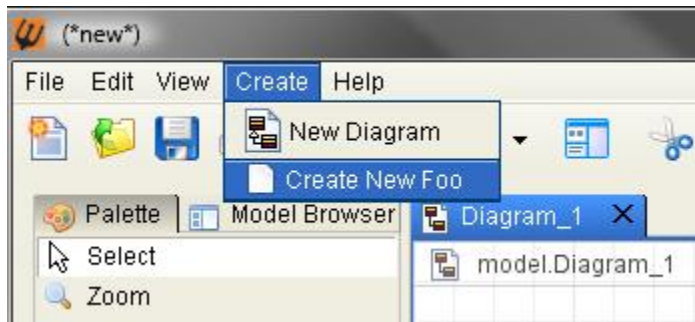 (*new*)
File Edit View Create Help
New Diagram
Create New Foo
Palette Model Browser Diagram_1
Select model.Diagram_1
Zoom